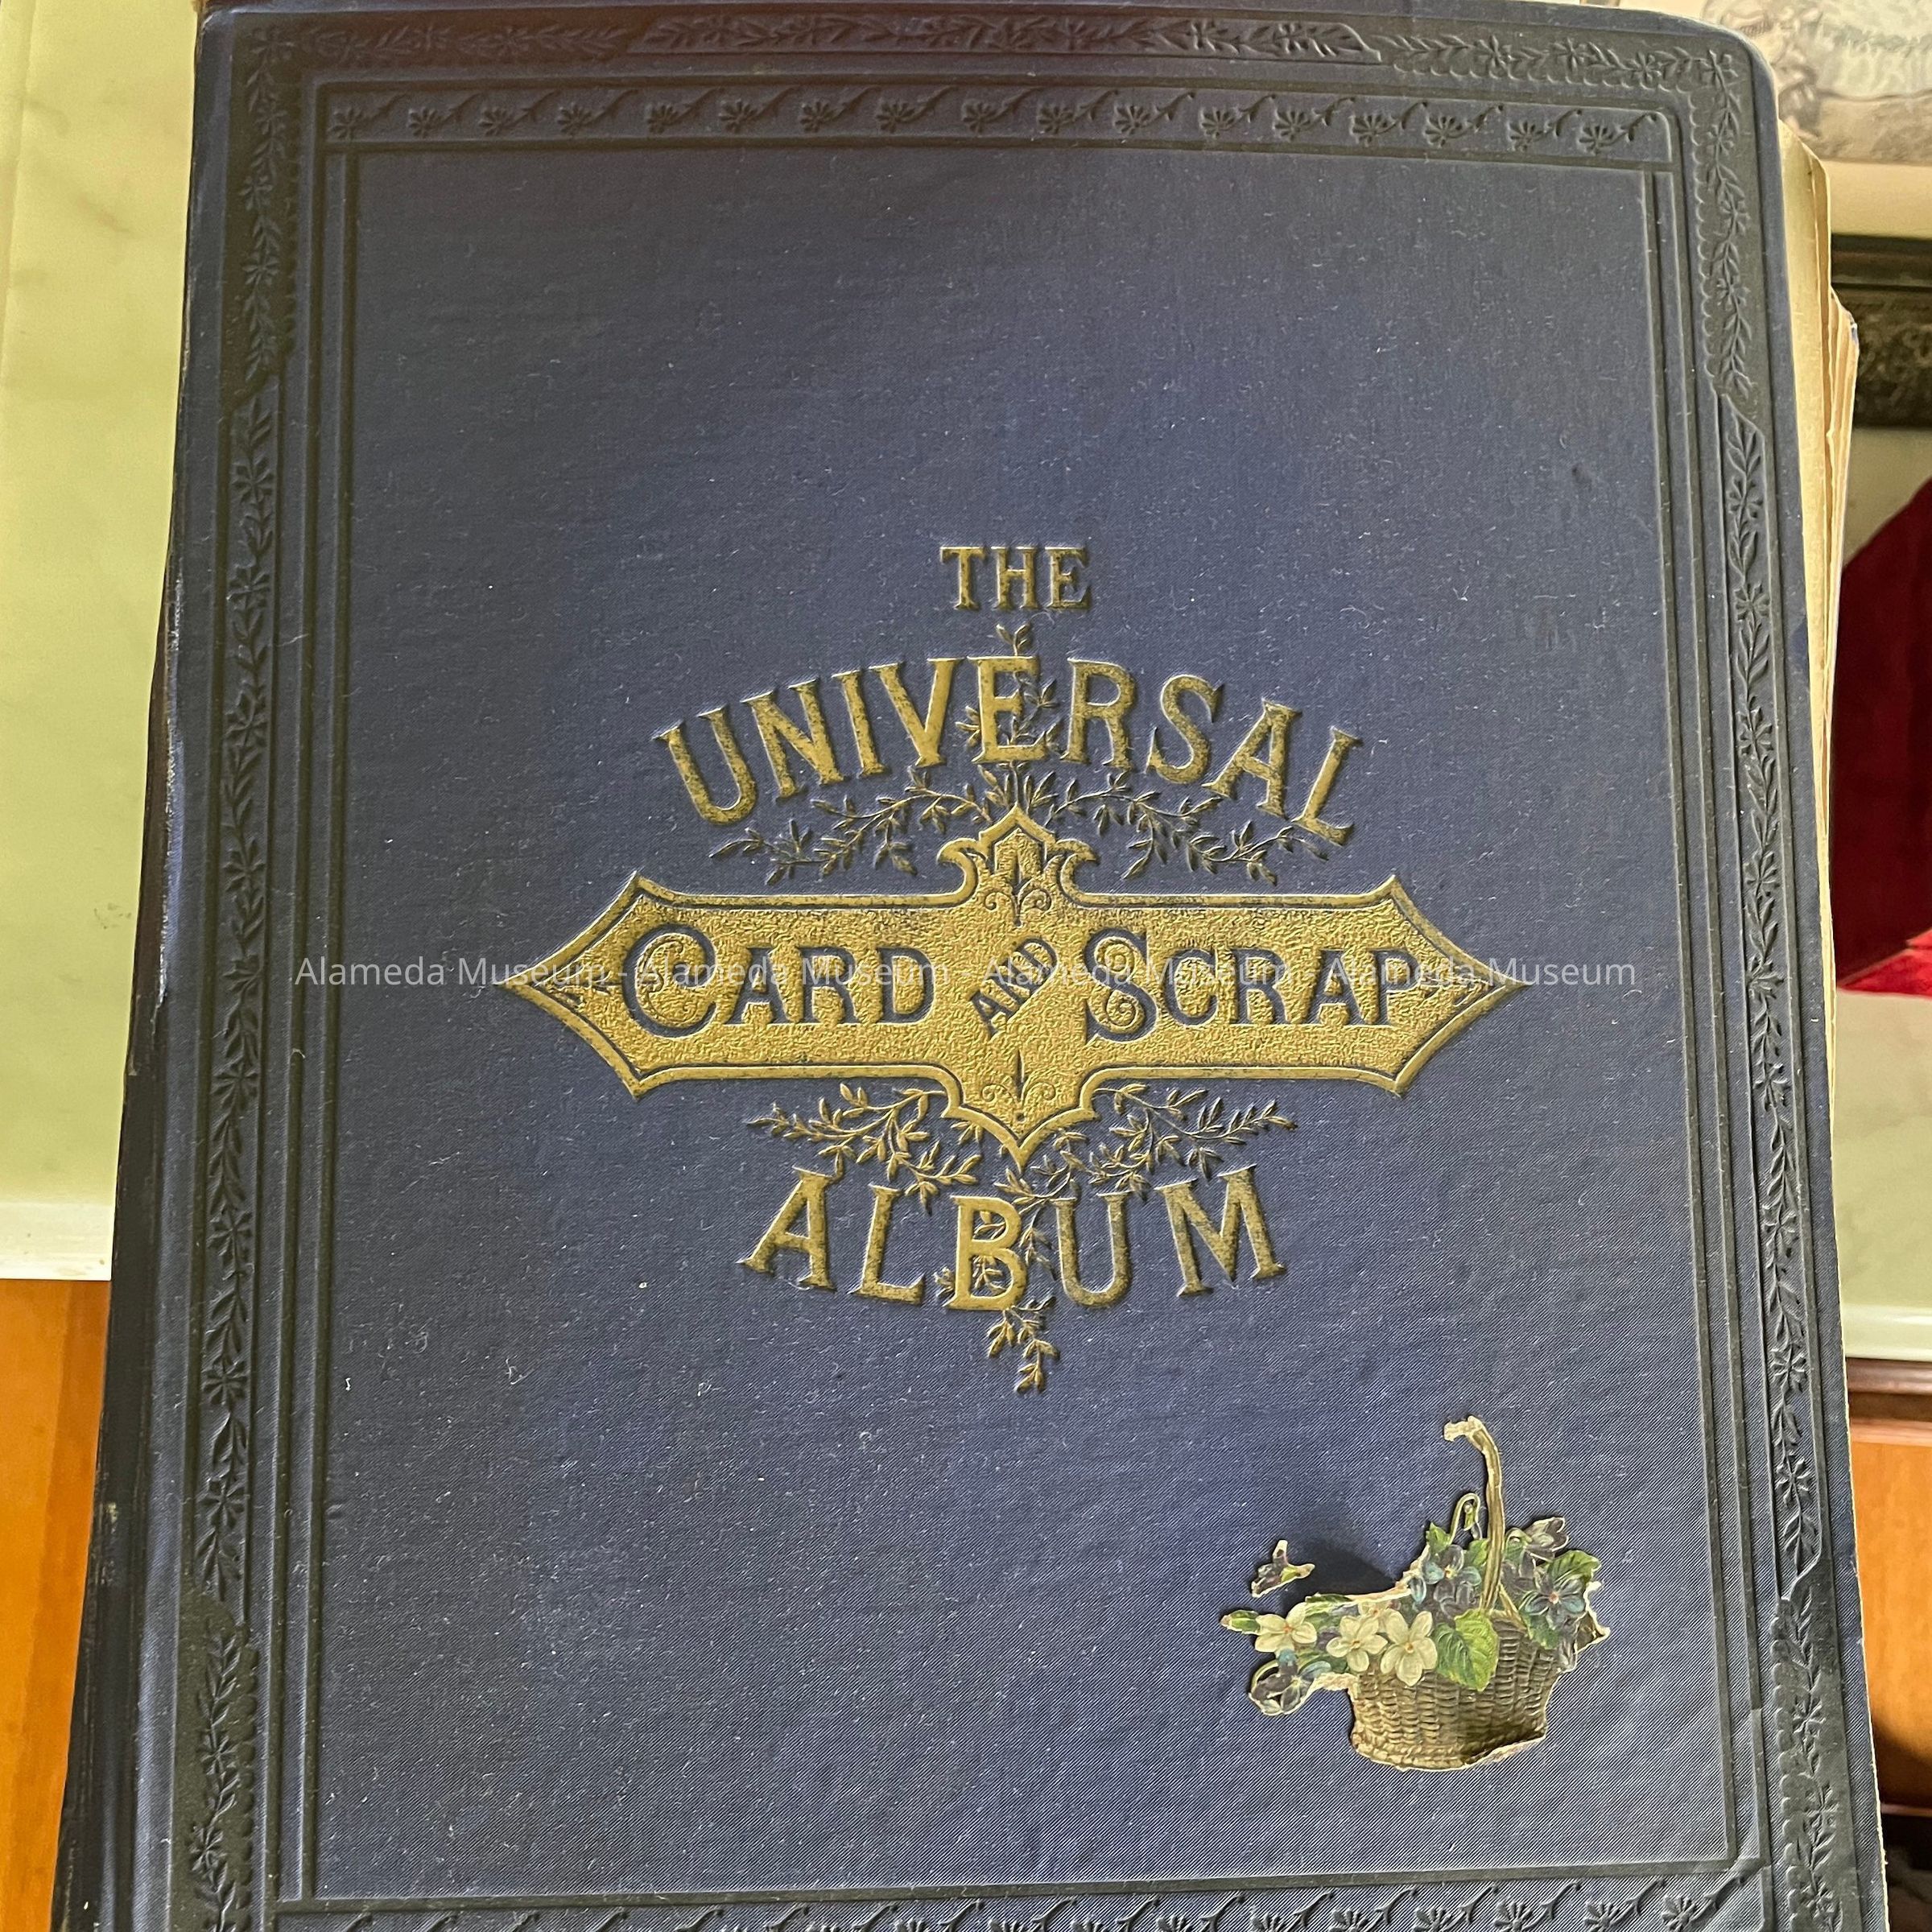 THE
UNIVERSAL
CARD AND SCRAP
Alameda Museum - Alameda Museum - Alameda Museum - Alameda Museum
ALBUM